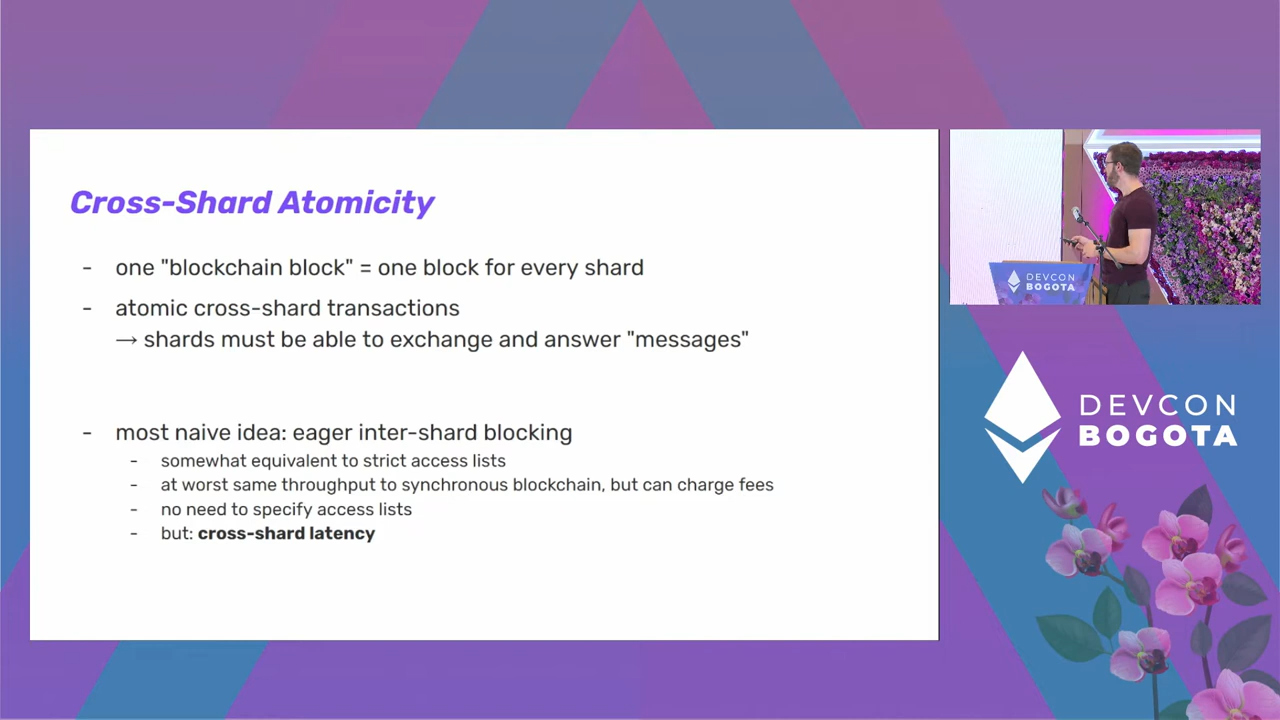 Cross-Shard Atomicity
- one "blockchain block" = one block for every shard
- atomic cross-shard transactions
→ shards must be able to exchange and answer "messages"
- most naive idea: eager inter-shard blocking
- somewhat equivalent to strict access lists
- at worst same throughput to synchronous blockchain, but can charge fees
- no need to specify access lists
- but: cross-shard latency
DEVCON
BOGOTA
DEVCON
BOGOTA